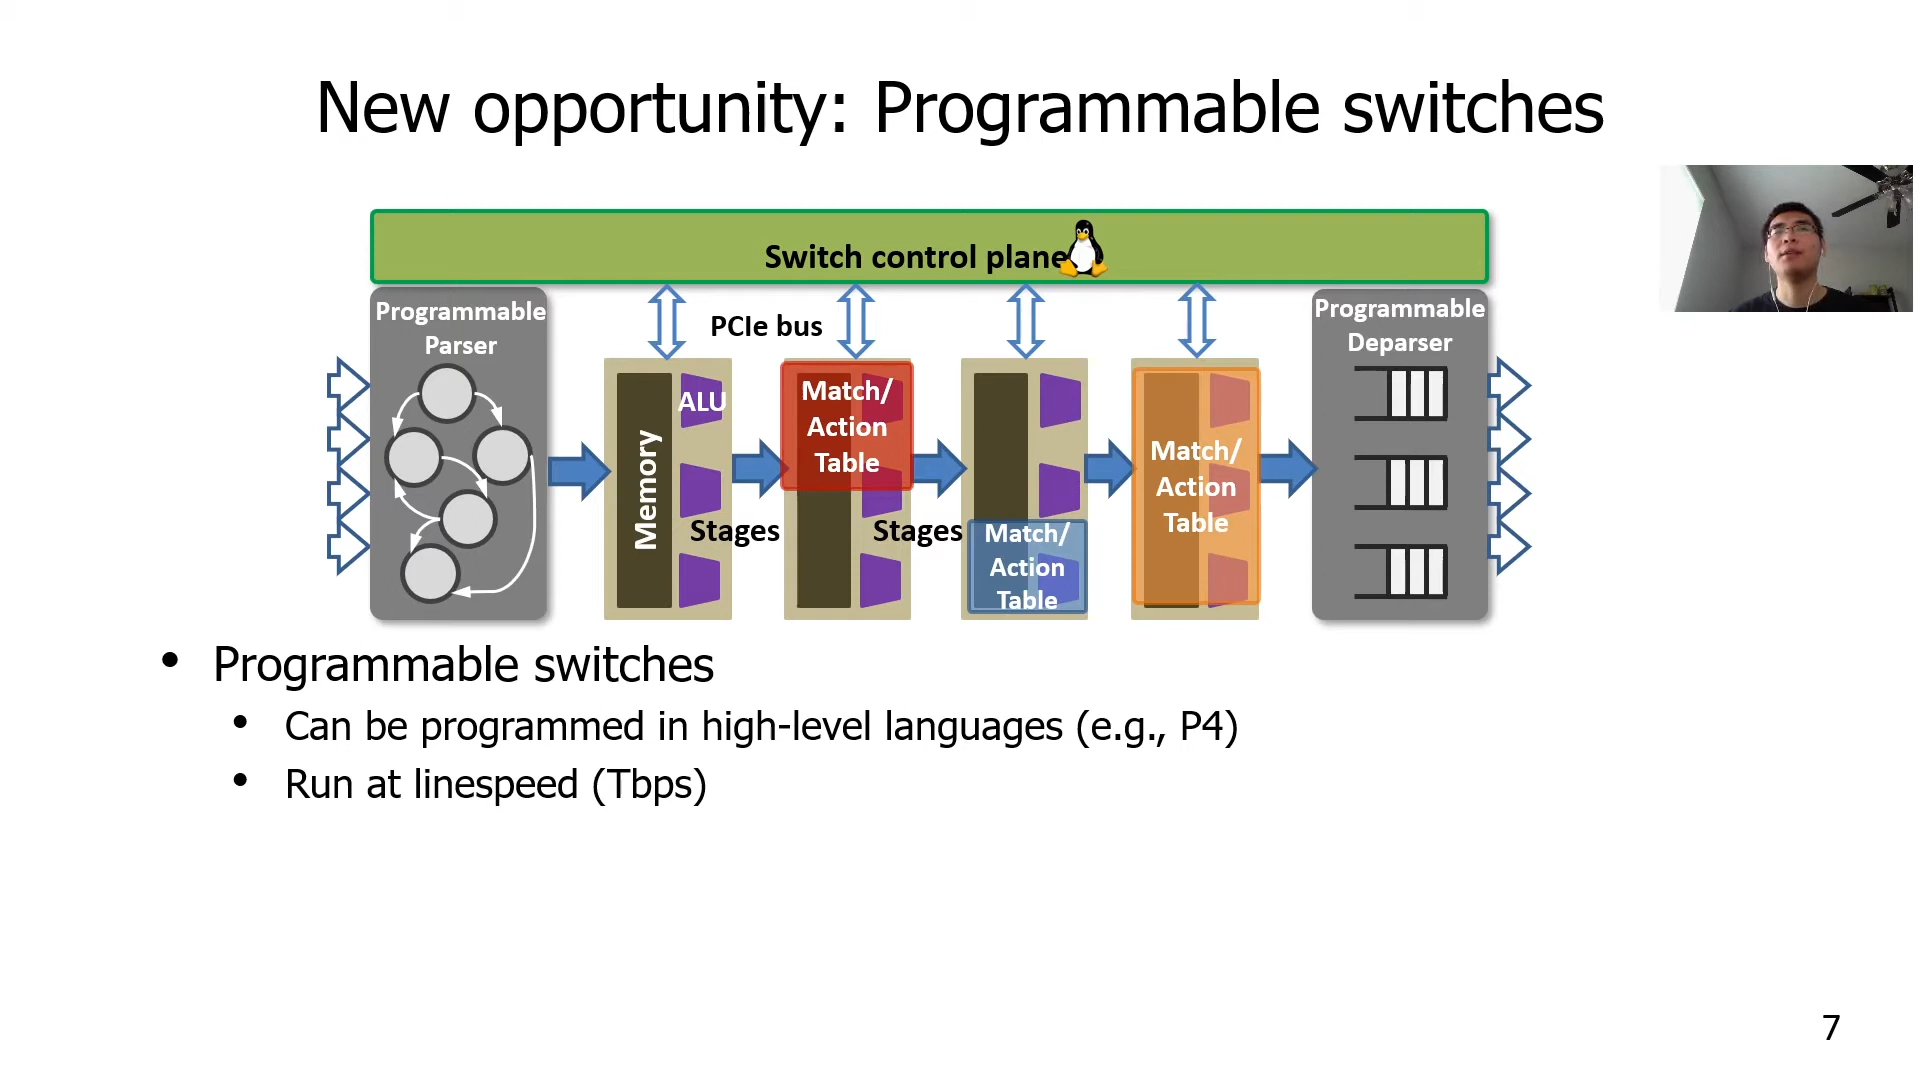 New opportunity: Programmable switches
Switch control plane
Programmable
Parser
PCIe bus
Programmable
Deparser
Memory
ALU
Stages
Match/
Action
Table
Stages
Match/
Action
Table
Match/
Action
Table
• Programmable switches
• Can be programmed in high-level languages (e.g., P4)
• Run at linespeed (Tbps)
7